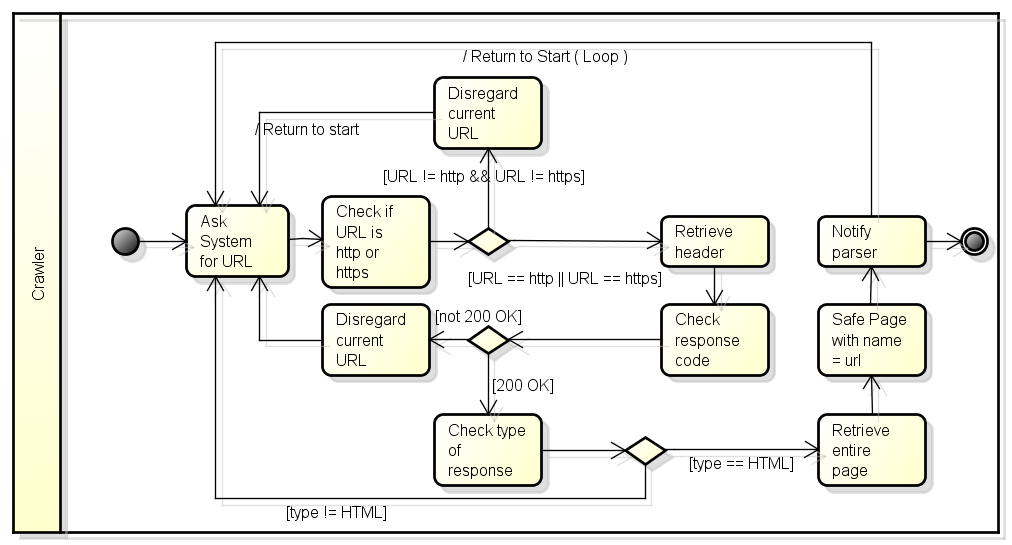 Crawler
/ Return to Start ( Loop )
Disregard
current
URL
/ Return to start
[URL != http && URL != https]
Ask
System
for URL
Check if
URL is
http or
https
Retrieve
header
Notify
parser
[URL == http || URL == https]
Disregard
current
URL
[not 200 OK]
Check
response
code
Safe Page
with name
= url
[200 OK]
Check type
of
response
[type == HTML]
Retrieve
entire
page
[type != HTML]